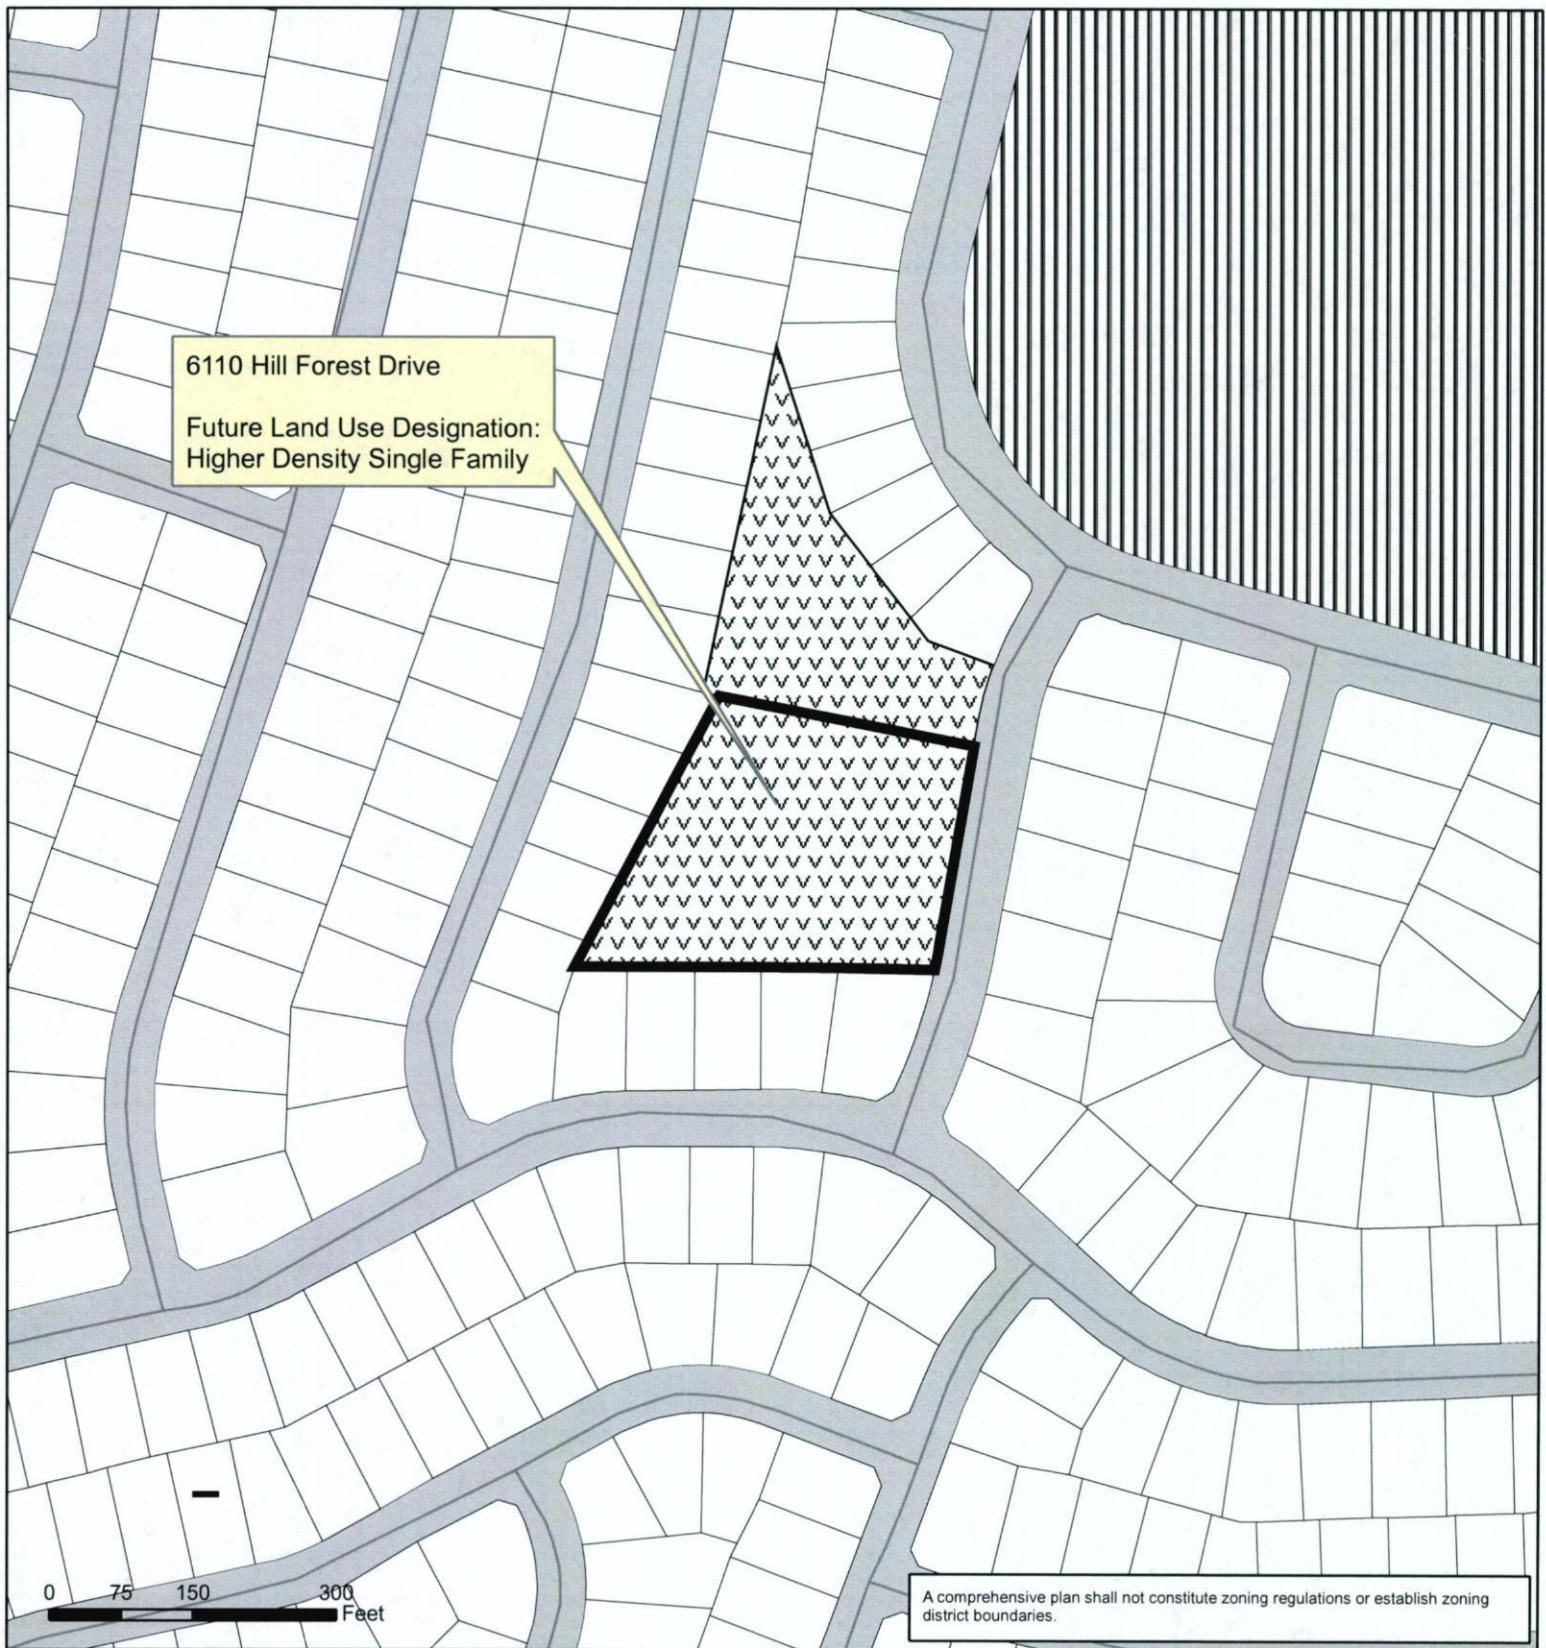 6110 Hill Forest Drive
Future Land Use Designation:
Higher Density Single Family
0 75 150 300
Feet
A comprehensive plan shall not constitute zoning regulations or establish zoning
district boundaries.